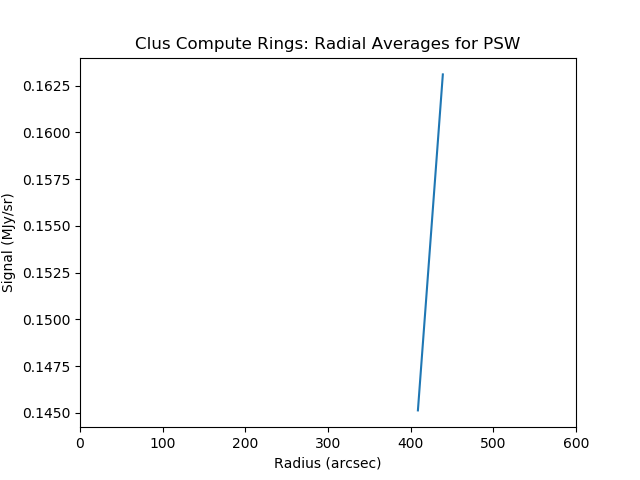 Clus Compute Rings: Radial Averages for PSW
0.1625
0.1600
0.1575
0.1550
0.1525
0.1500
0.1475
0.1450
Signal (MJy/sr)
0 100 200 300 400 500 600
Radius (arcsec)